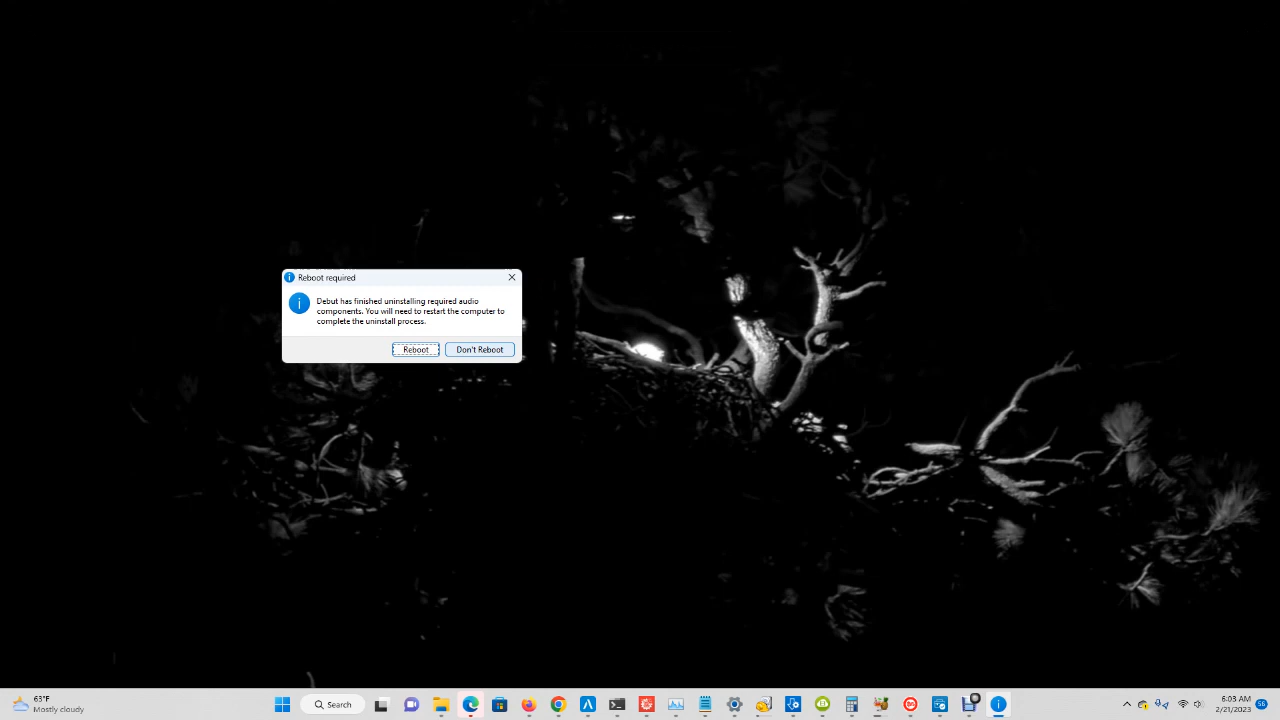 Reboot required
Debut has finished uninstalling required audio
components. You will need to restart the computer to
complete the uninstall process.
Reboot
Don't Reboot
63°F
Mostly cloudy
Search
6:03 AM
2/21/2023
56